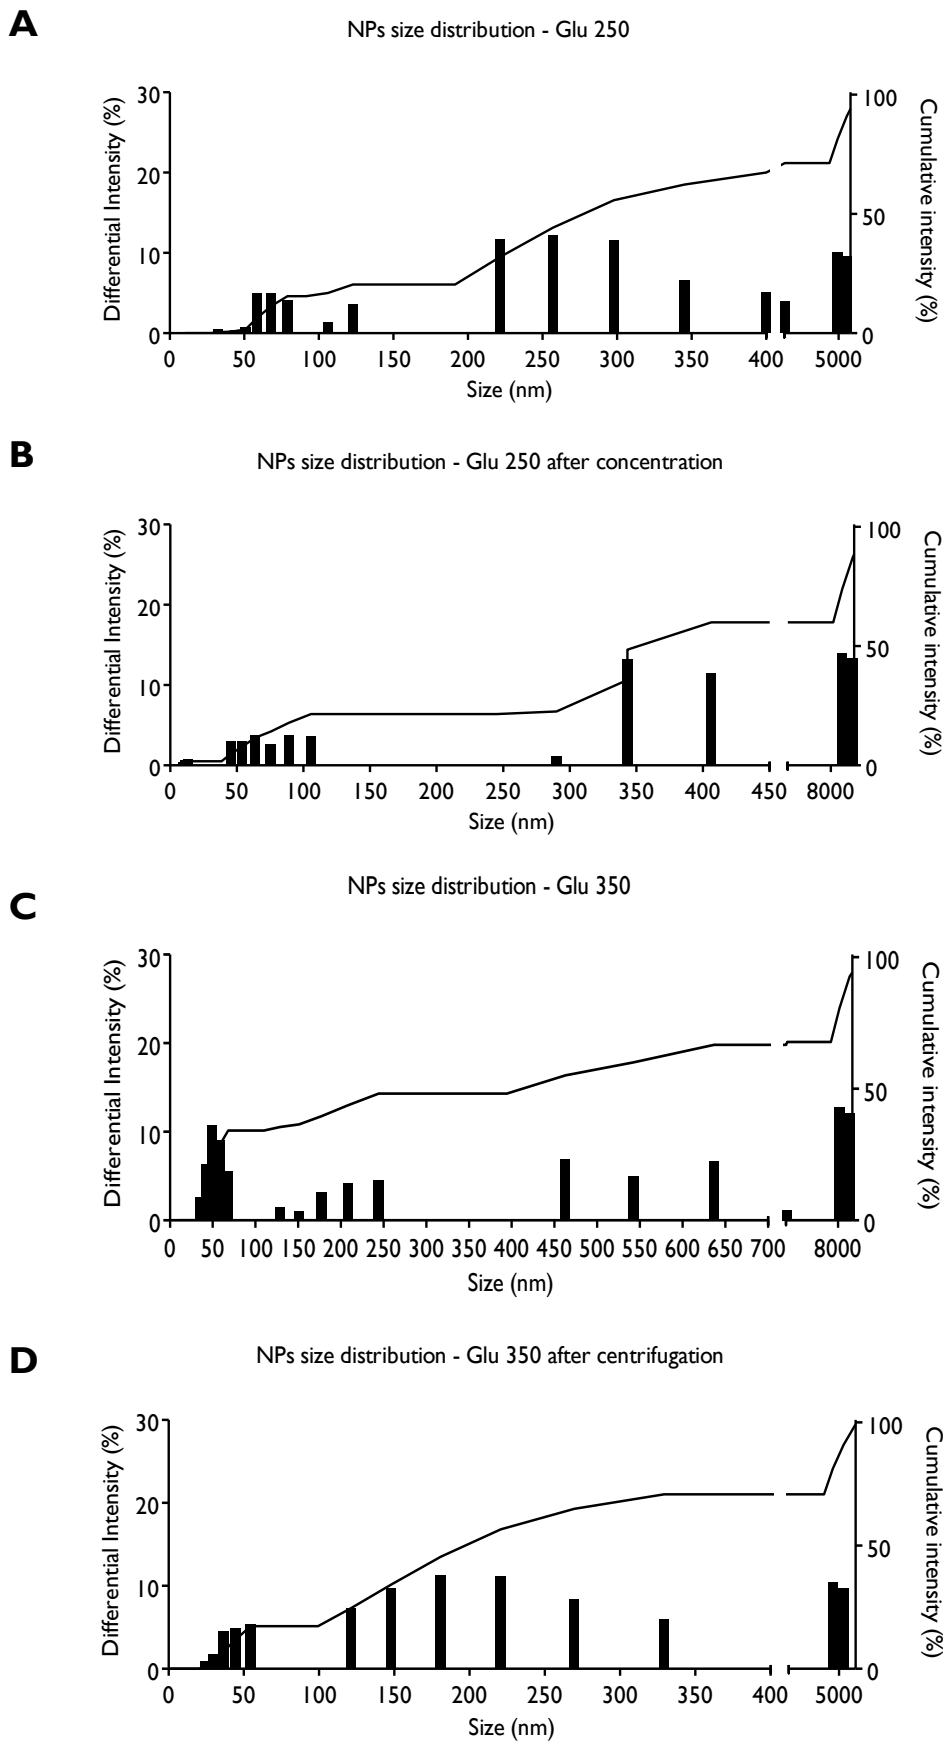 A
NPs size distribution - Glu 250
Differential Intensity (%)
30
20
10
0
100
50
0
Cumulative intensity (%)
0 50 100 150 200 250 300 350 400 5000
Size (nm)
B
NPs size distribution - Glu 250 after concentration
Differential Intensity (%)
30
20
10
0
100
50
0
Cumulative intensity (%)
0 50 100 150 200 250 300 350 400 450 8000
Size (nm)
C
NPs size distribution - Glu 350
Differential Intensity (%)
30
20
10
0
100
50
0
Cumulative intensity (%)
0 50 100 150 200 250 300 350 400 450 500 550 600 650 700 8000
Size (nm)
D
NPs size distribution - Glu 350 after centrifugation
Differential Intensity (%)
30
20
10
0
100
50
0
Cumulative intensity (%)
0 50 100 150 200 250 300 350 400 5000
Size (nm)